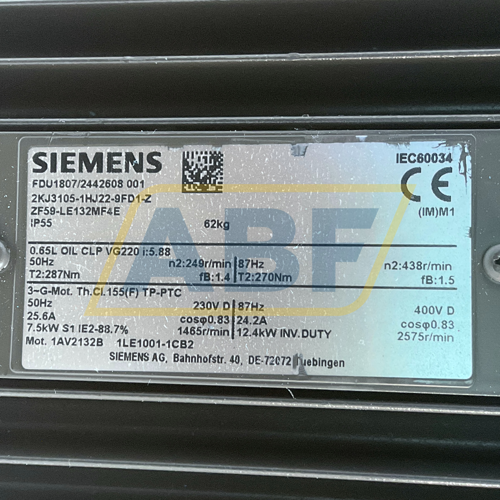 SIEMENS
IEC60034
FDU1807/2442608 001
2KJ3105-1HJ22-9FD1-Z
ZF59-LE132MF4E
CE
(IM)M1
IP55 62kg
ABF
0.65L OIL CLP VG220 i:5.88
50Hz n2:249r/min 87Hz n2:438r/min
T2:287Nm fB:1.4 T2:270Nm fB:1.5
3~G-Mot. Th.Cl.155(F) TP-PTC
50Hz 230V D 87Hz 400V D
25.6A cosφ0.83 24.2A cosφ0.83
7.5kW S1 IE2-88.7% 1465r/min 12.4kW INV. DUTY 2575r/min
Mot. 1AV2132B 1LE1001-1CB2
SIEMENS AG, Bahnhofstr. 40, DE-72072 Tuebingen